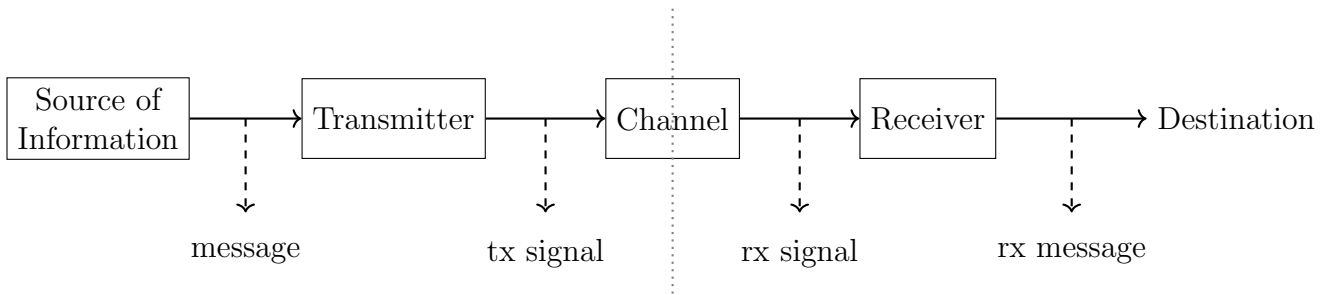 Source of
Information
Transmitter
Channel
Receiver
Destination
message
tx signal
rx signal
rx message